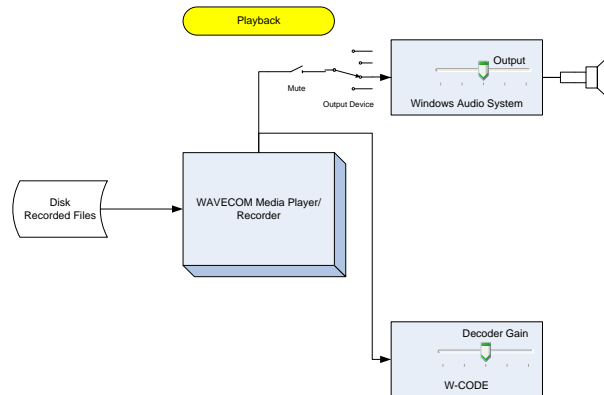 Playback
Output
Mute
Output Device
Windows Audio System
Disk
Recorded Files
WAVECOM Media Player/
Recorder
Decoder Gain
W-CODE